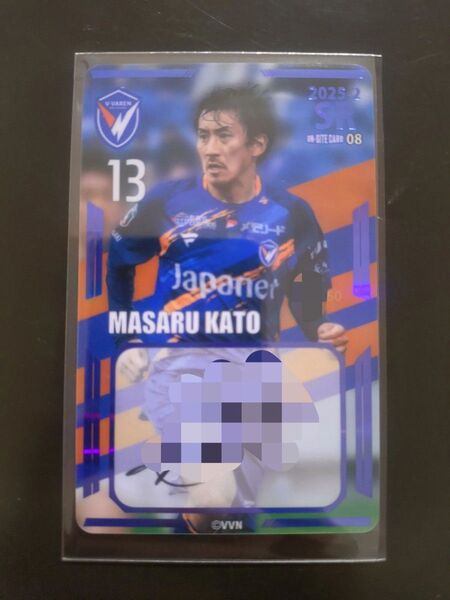 V·VAREN
2025-2
SR
ON-SITE CARD 08
13
Japanet
MASARU KATO
©VVN